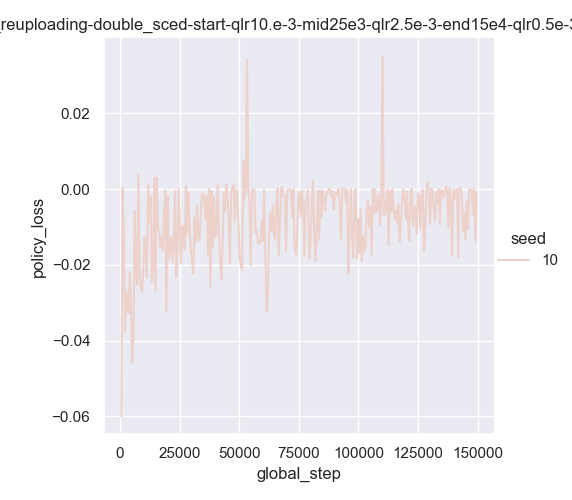 _reuploading-double_sced-start-qlr10.e-3-mid25e3-qlr2.5e-3-end15e4-qlr0.5e-3
policy_loss
0.02
0.00
−0.02
−0.04
−0.06
0 25000 50000 75000 100000 125000 150000
global_step
seed
10